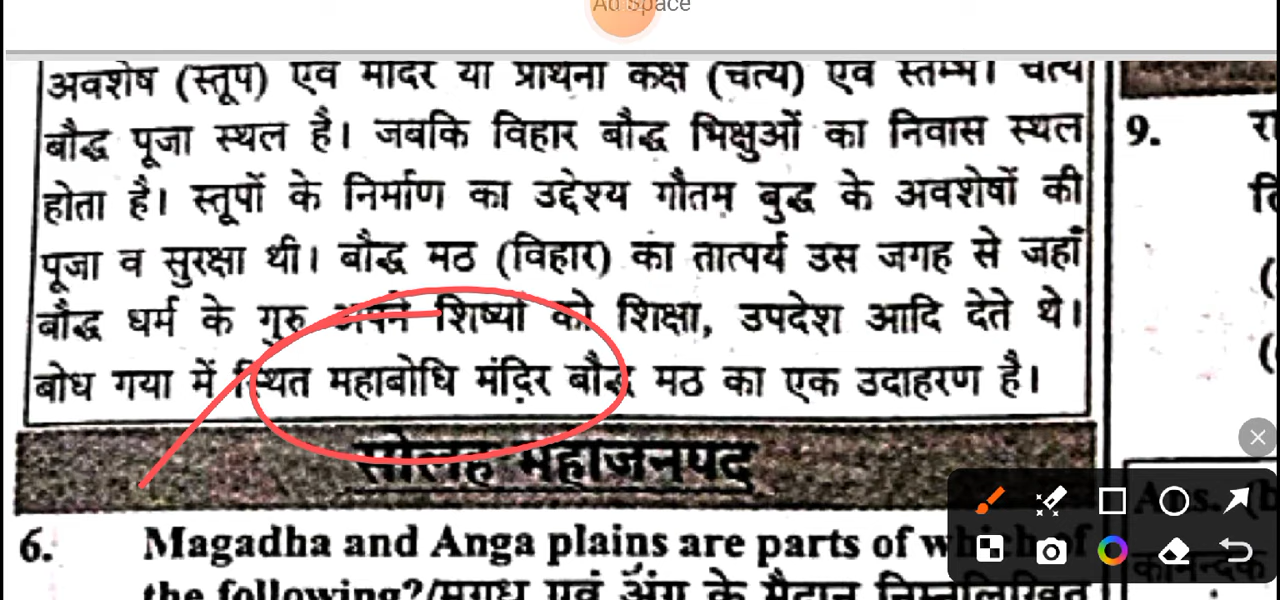 Ad Space
अवशेष (स्तूप) एवं मंदिर या प्रार्थना कक्ष (चैत्य) एवं स्तम्भ। चैत्य
बौद्ध पूजा स्थल है। जबकि विहार बौद्ध भिक्षुओं का निवास स्थल
होता है। स्तूपों के निर्माण का उद्देश्य गौतम बुद्ध के अवशेषों की
पूजा व सुरक्षा थी। बौद्ध मठ (विहार) का तात्पर्य उस जगह से जहाँ
बौद्ध धर्म के गुरु अपने शिष्यों को शिक्षा, उपदेश आदि देते थे।
बोध गया में स्थित महाबोधि मंदिर बौद्ध मठ का एक उदाहरण है।
सोलह महाजनपद
6. Magadha and Anga plains are parts of which of
the following?/मगध एवं अंग के मैदान निम्नलिखित
9.
Ans. (b